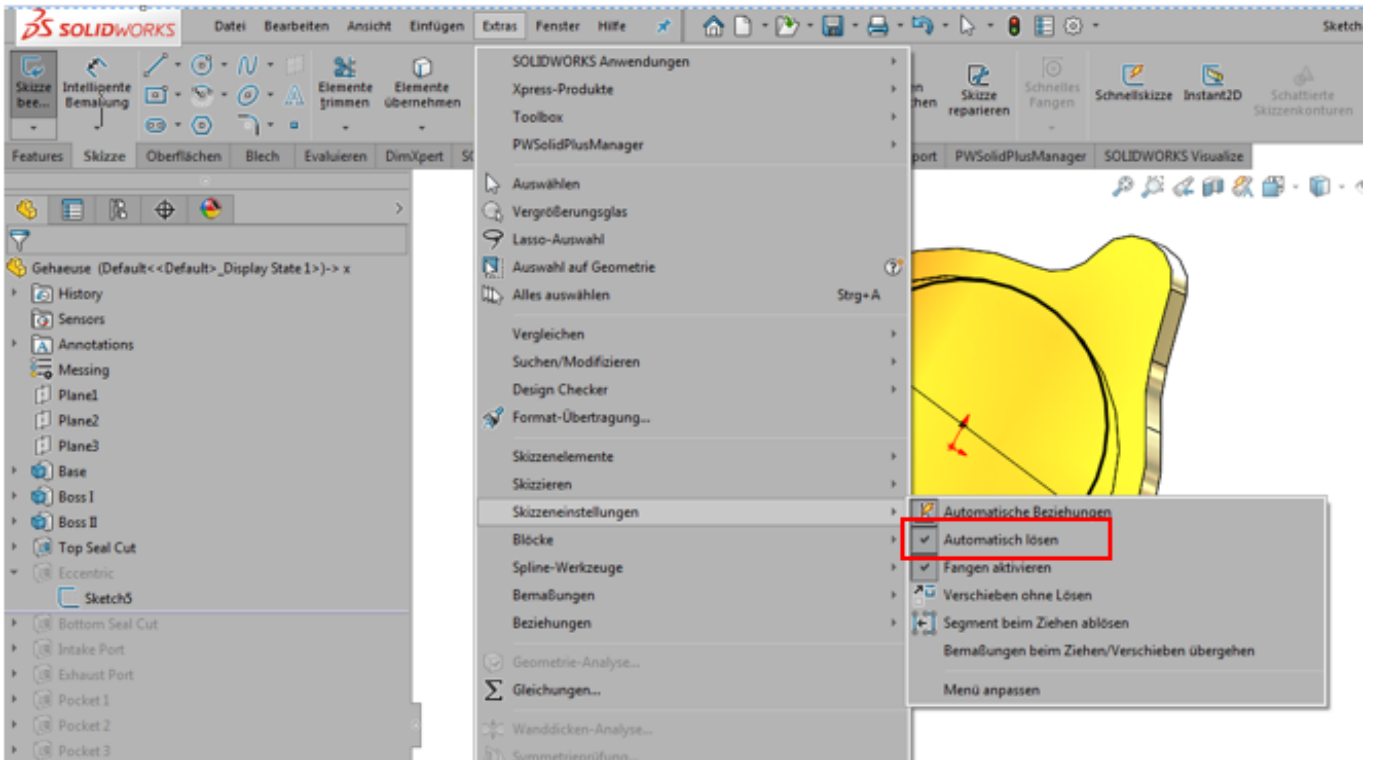 SOLIDWORKS Datei Bearbeiten Ansicht Einfügen Extras Fenster Hilfe Sketch
Skizze bee... Intelligente Bemaßung Elemente trimmen Elemente übernehmen
Skizze reparieren Schnelles Fangen Schnellskizze Instant2D Schattierte Skizzenkonturen
Features Skizze Oberflächen Blech Evaluieren DimXpert port PWSolidPlusManager SOLIDWORKS Visualize
Gehaeuse (Default<<Default>_Display State 1>)-> x
History
Sensors
Annotations
Messing
Plane1
Plane2
Plane3
Base
Boss I
Boss II
Top Seal Cut
Eccentric
Sketch5
Bottom Seal Cut
Intake Port
Exhaust Port
Pocket 1
Pocket 2
Pocket 3
SOLIDWORKS Anwendungen
Xpress-Produkte
Toolbox
PWSolidPlusManager
Auswählen
Vergrößerungsglas
Lasso-Auswahl
Auswahl auf Geometrie
Alles auswählen Strg+A
Vergleichen
Suchen/Modifizieren
Design Checker
Format-Übertragung...
Skizzenelemente
Skizzieren
Skizzeneinstellungen
Blöcke
Spline-Werkzeuge
Bemaßungen
Beziehungen
Geometrie-Analyse...
Gleichungen...
Wanddicken-Analyse...
Symmetrieprüfung...
Automatische Beziehungen
Automatisch lösen
Fangen aktivieren
Verschieben ohne Lösen
Segment beim Ziehen ablösen
Bemaßungen beim Ziehen/Verschieben übergehen
Menü anpassen